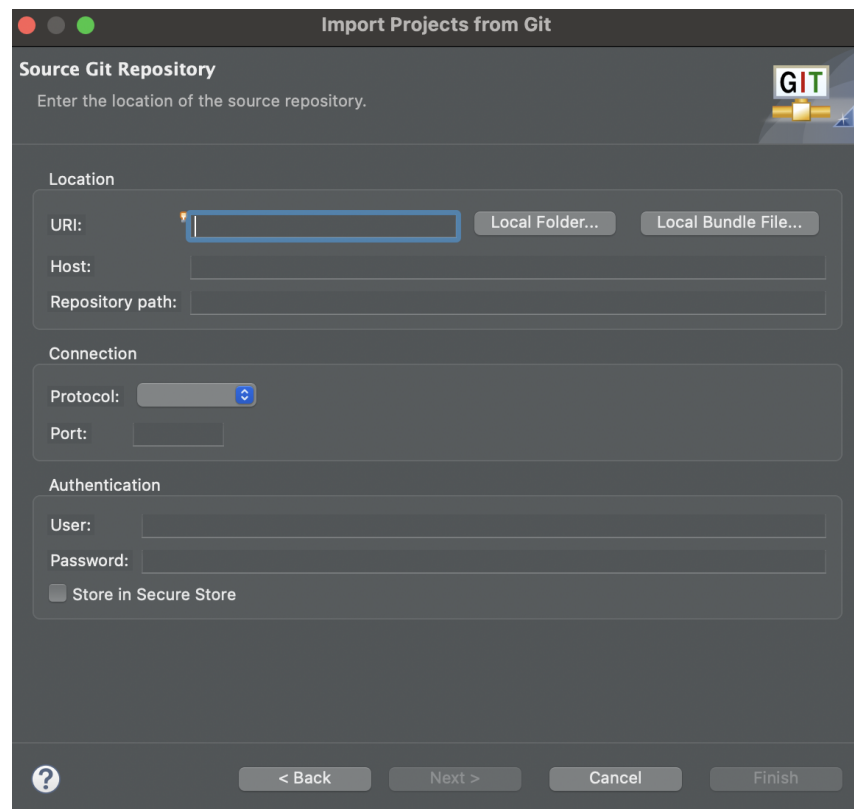 Import Projects from Git
Source Git Repository
Enter the location of the source repository.
GIT
Location
URI:
Local Folder...
Local Bundle File...
Host:
Repository path:
Connection
Protocol:
Port:
Authentication
User:
Password:
Store in Secure Store
?
< Back
Next >
Cancel
Finish